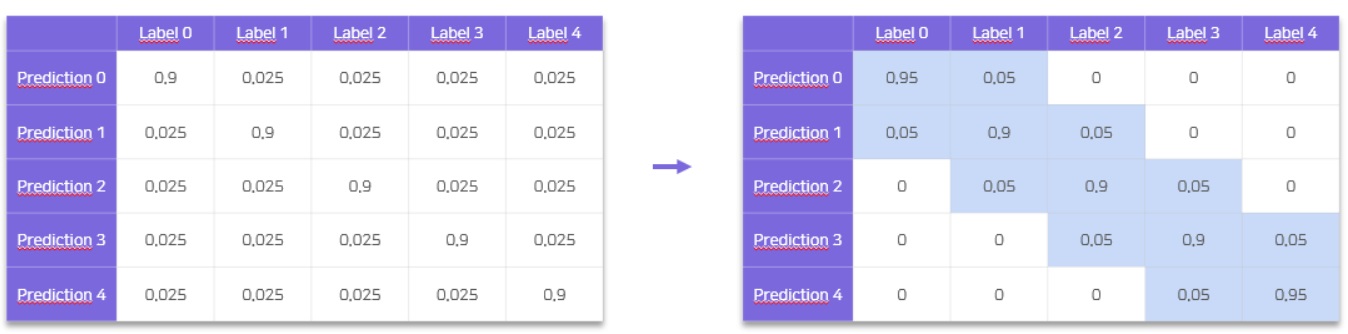 Label 0 Label 1 Label 2 Label 3 Label 4
Prediction 0 0.9 0.025 0.025 0.025 0.025
Prediction 1 0.025 0.9 0.025 0.025 0.025
Prediction 2 0.025 0.025 0.9 0.025 0.025
Prediction 3 0.025 0.025 0.025 0.9 0.025
Prediction 4 0.025 0.025 0.025 0.025 0.9
Label 0 Label 1 Label 2 Label 3 Label 4
Prediction 0 0.95 0.05 0 0 0
Prediction 1 0.05 0.9 0.05 0 0
Prediction 2 0 0.05 0.9 0.05 0
Prediction 3 0 0 0.05 0.9 0.05
Prediction 4 0 0 0 0.05 0.95